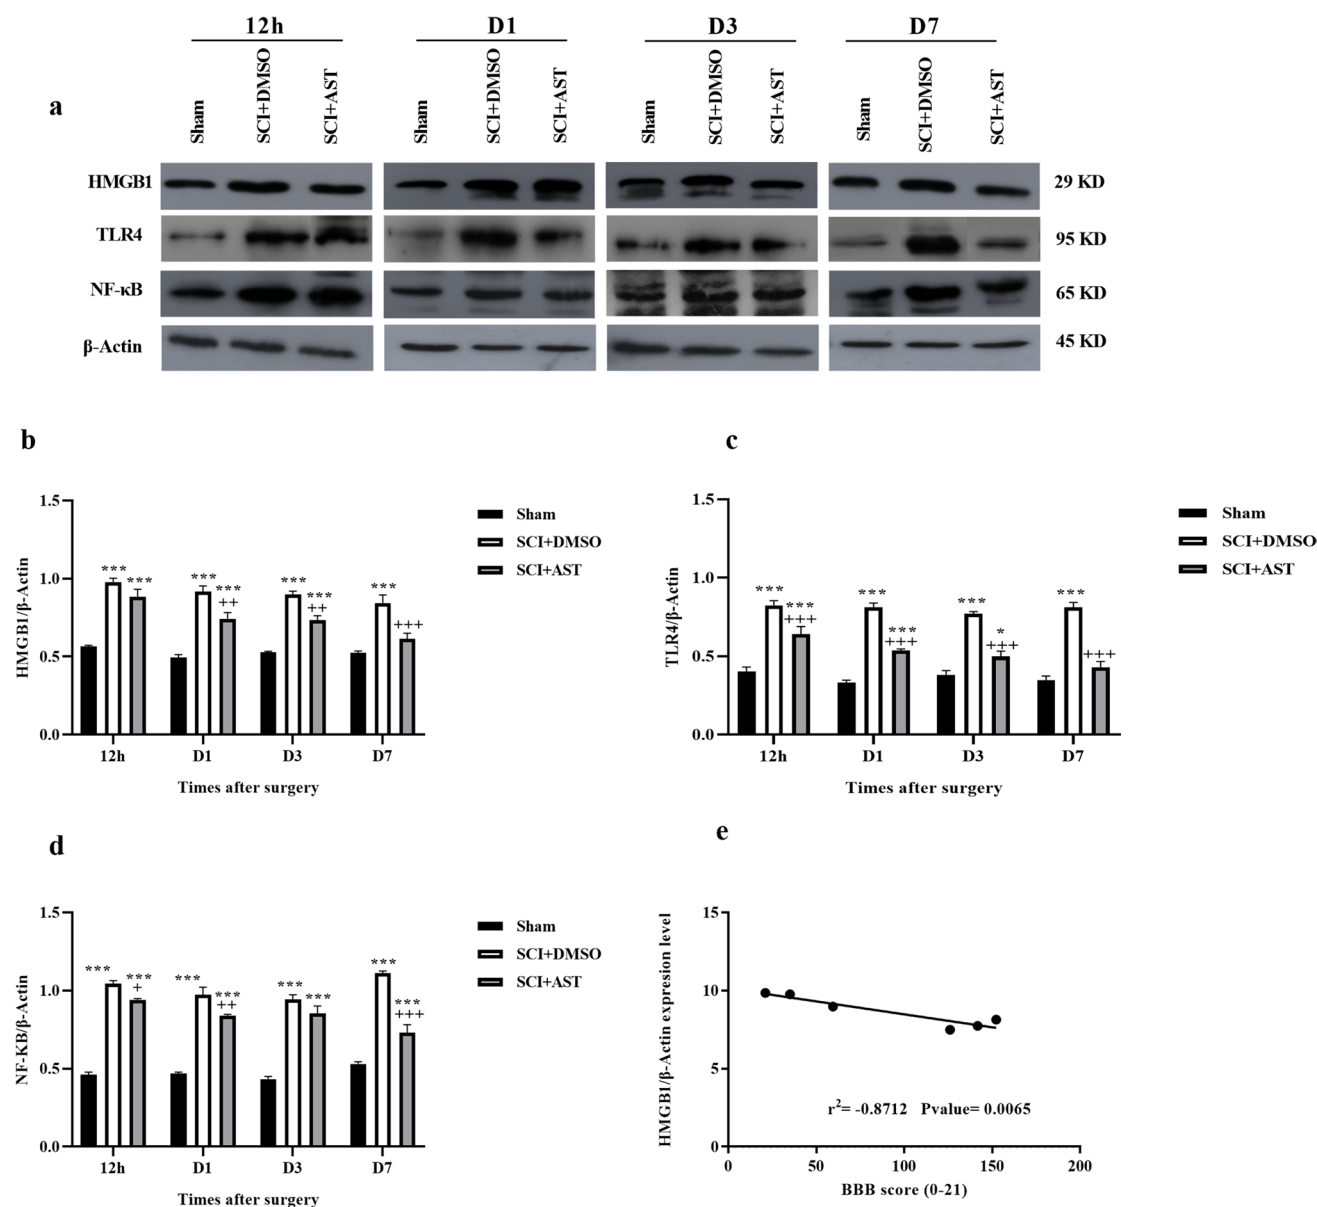 12h D1 D3 D7
a
Sham SCI+DMSO SCI+AST Sham SCI+DMSO SCI+AST Sham SCI+DMSO SCI+AST Sham SCI+DMSO SCI+AST
HMGB1 29 KD
TLR4 95 KD
NF-κB 65 KD
β-Actin 45 KD
b
HMGB1/β-Actin
1.5
1.0
0.5
0.0
*** *** *** *** ++ *** *** ++ *** +++
12h D1 D3 D7
Times after surgery
Sham
SCI+DMSO
SCI+AST
c
TLR4/β-Actin
1.5
1.0
0.5
0.0
*** *** +++ *** *** +++ *** * +++ *** +++
12h D1 D3 D7
Times after surgery
Sham
SCI+DMSO
SCI+AST
d
NF-KB/β-Actin
1.5
1.0
0.5
0.0
*** *** + *** *** ++ *** *** *** *** +++
12h D1 D3 D7
Times after surgery
Sham
SCI+DMSO
SCI+AST
e
HMGB1/β-Actin expresion level
15
10
5
0
r²= -0.8712 Pvalue= 0.0065
0 50 100 150 200
BBB score (0-21)